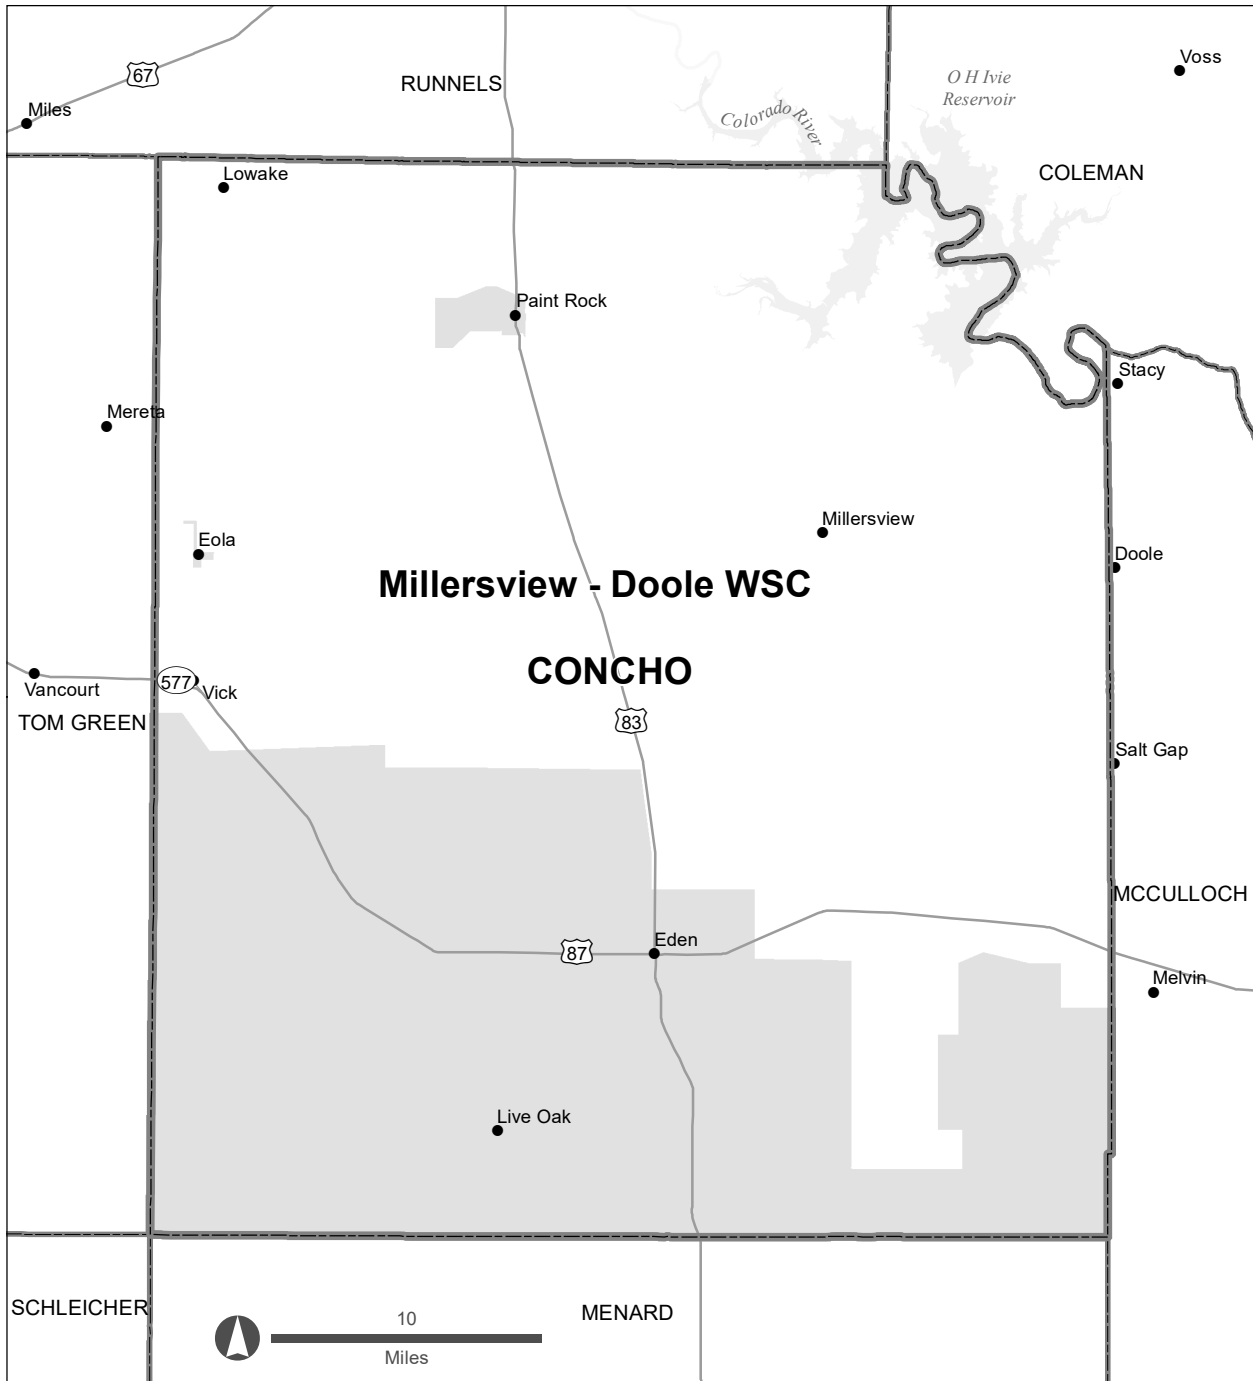 Voss
67
RUNNELS
O H Ivie
Reservoir
Miles
Colorado River
COLEMAN
Lowake
Paint Rock
Stacy
Mereta
Millersview
Eola
Doole
Millersview - Doole WSC
CONCHO
577
Vick
Vancourt
TOM GREEN
83
Salt Gap
MCCULLOCH
Eden
87
Melvin
Live Oak
SCHLEICHER
MENARD
10
Miles